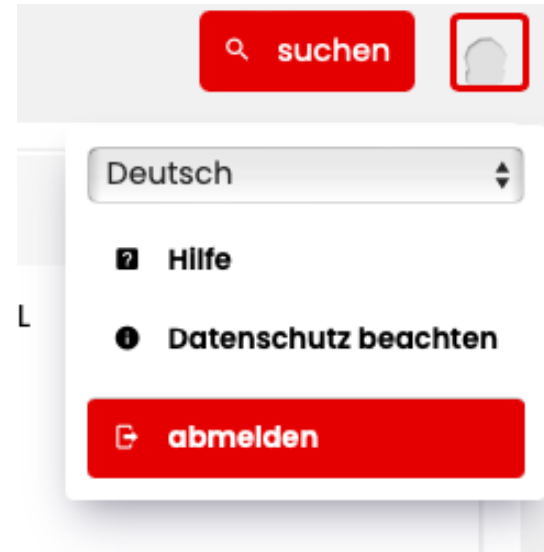 suchen
Deutsch
Hilfe
L
Datenschutz beachten
abmelden